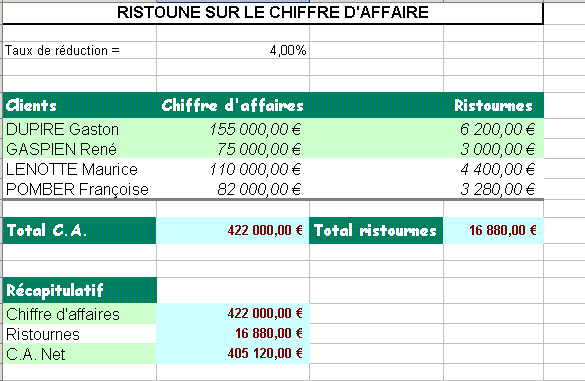 RISTOUNE SUR LE CHIFFRE D'AFFAIRE
Taux de réduction = 4,00%
Clients Chiffre d'affaires Ristournes
DUPIRE Gaston 155 000,00 € 6 200,00 €
GASPIEN René 75 000,00 € 3 000,00 €
LENOTTE Maurice 110 000,00 € 4 400,00 €
POMBER Françoise 82 000,00 € 3 280,00 €
Total C.A. 422 000,00 € Total ristournes 16 880,00 €
Récapitulatif
Chiffre d'affaires 422 000,00 €
Ristournes 16 880,00 €
C.A. Net 405 120,00 €